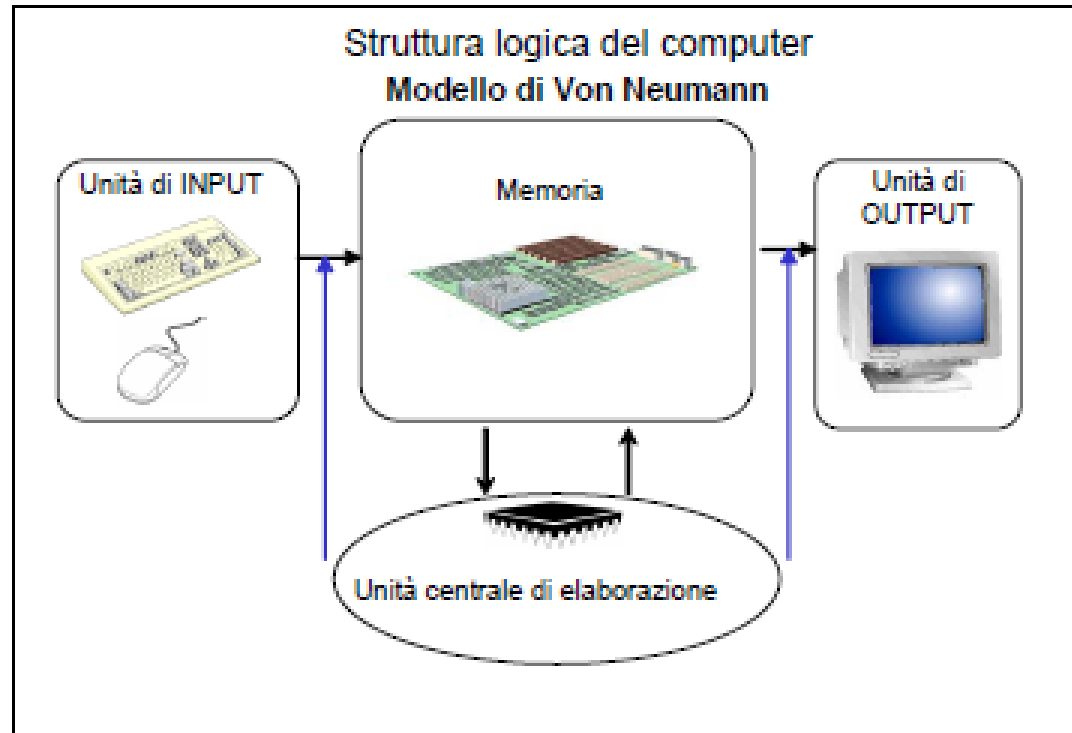 Struttura logica del computer
Modello di Von Neumann
Unità di INPUT
Memoria
Unità di
OUTPUT
Unità centrale di elaborazione